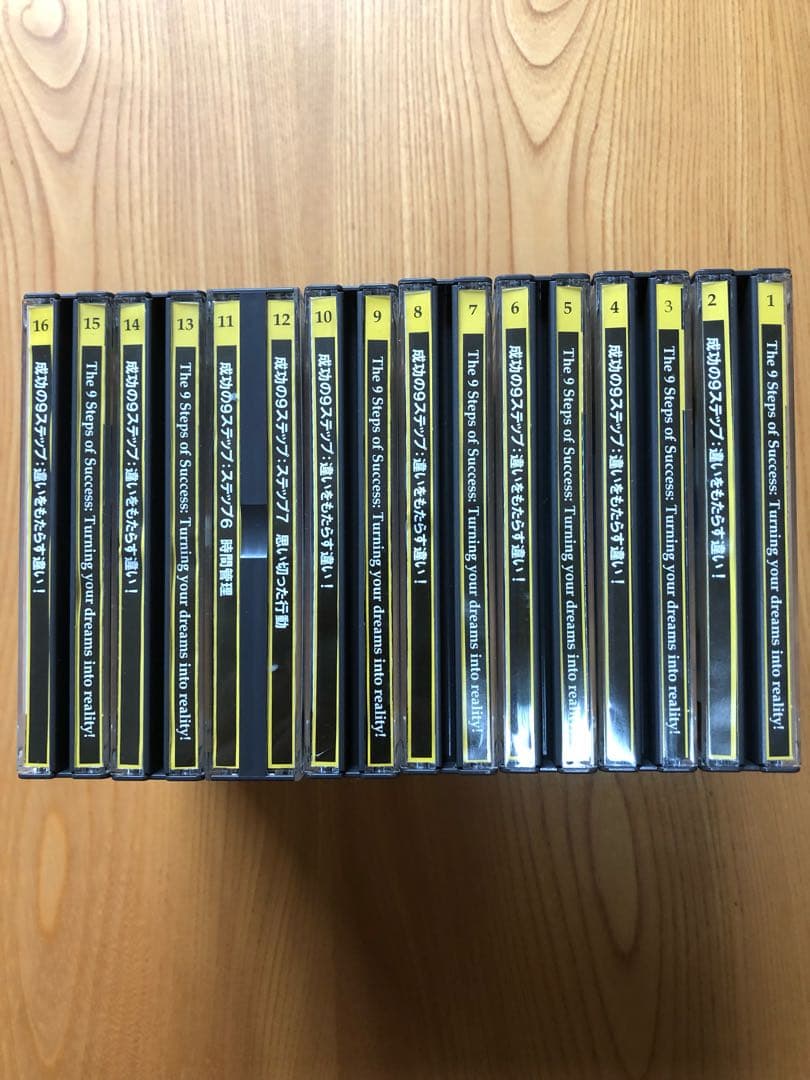 16
成功の9ステップ:違いをもたらす違い!
15
The 9 Steps of Success: Turning your dreams into reality!
14
成功の9ステップ:違いをもたらす違い!
13
The 9 Steps of Success: Turning your dreams into reality!
11
成功の9ステップ:ステップ6 時間管理
12
成功の9ステップ:ステップ7 思い切った行動
10
成功の9ステップ:違いをもたらす違い!
9
The 9 Steps of Success: Turning your dreams into reality!
8
成功の9ステップ:違いをもたらす違い!
7
The 9 Steps of Success: Turning your dreams into reality!
6
成功の9ステップ:違いをもたらす違い!
5
The 9 Steps of Success: Turning your dreams into reality!
4
成功の9ステップ:違いをもたらす違い!
3
The 9 Steps of Success: Turning your dreams into reality!
2
成功の9ステップ:違いをもたらす違い!
1
The 9 Steps of Success: Turning your dreams into reality!